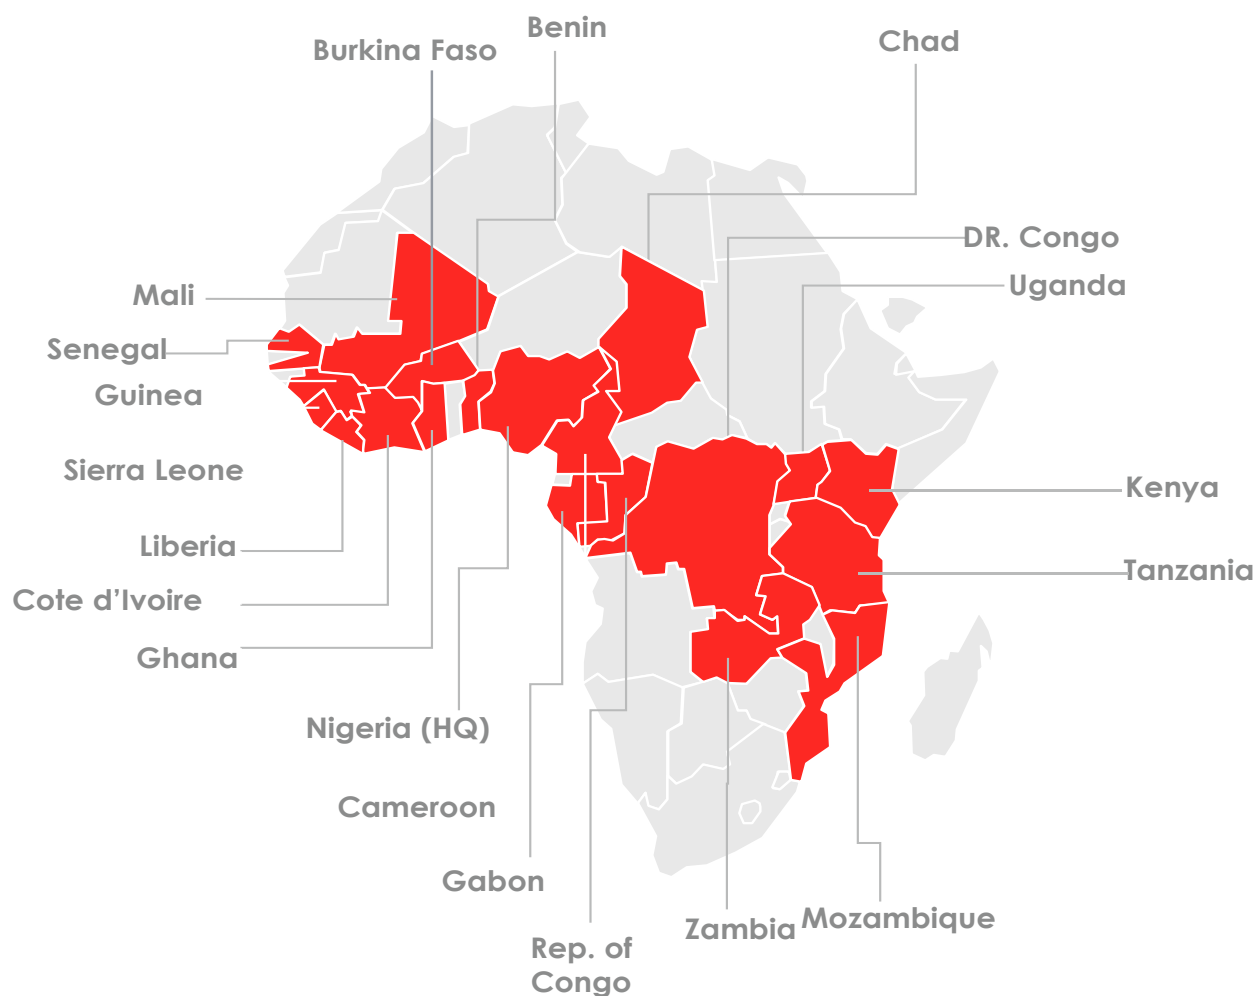 Benin
Burkina Faso
Chad
DR. Congo
Uganda
Mali
Senegal
Guinea
Sierra Leone
Kenya
Liberia
Tanzania
Cote d’Ivoire
Ghana
Nigeria (HQ)
Cameroon
Gabon
Zambia
Mozambique
Rep. of
Congo